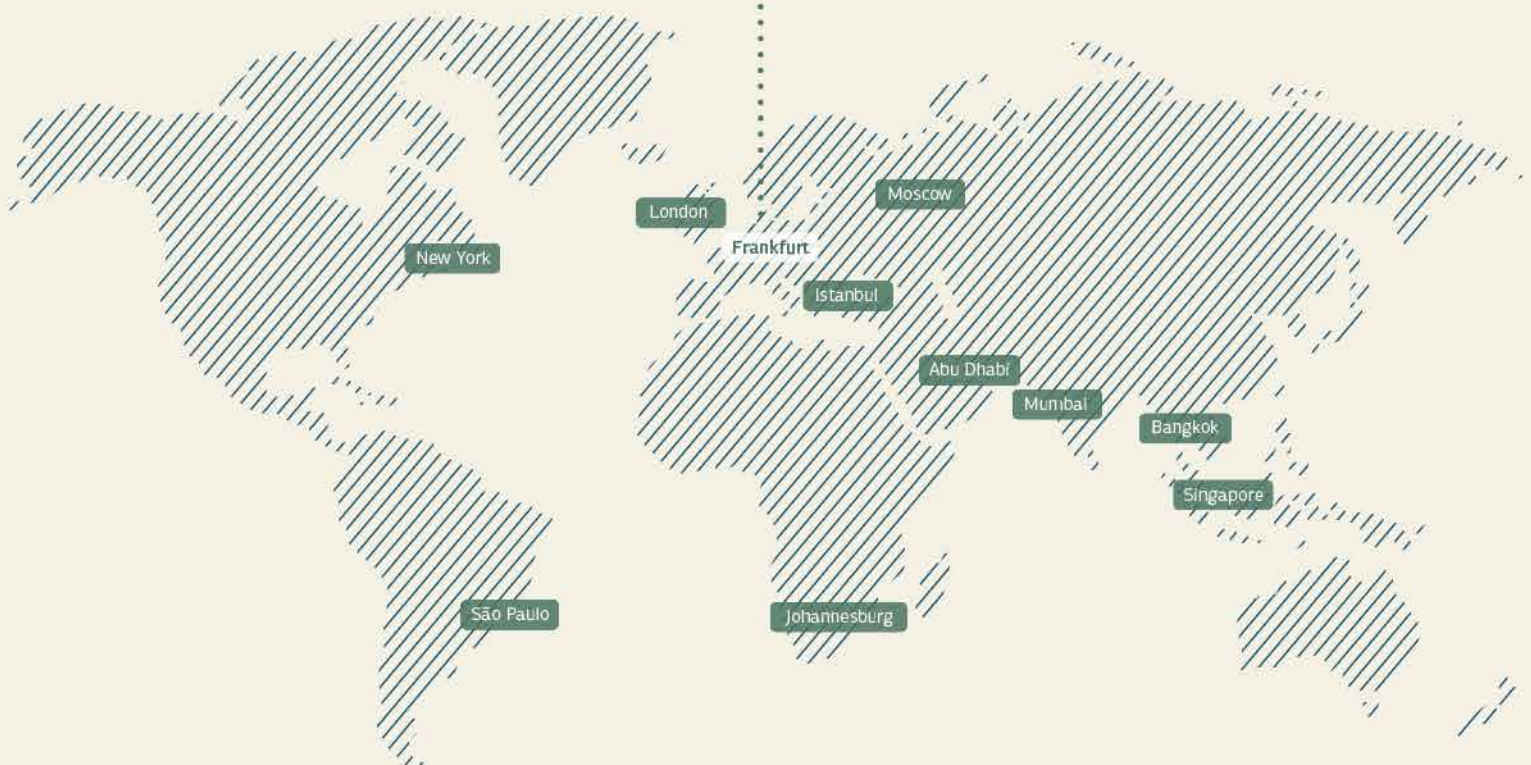 Moscow
London
Frankfurt
New York
Istanbul
Abu Dhabi
Mumbai
Bangkok
Singapore
São Paulo
Johannesburg